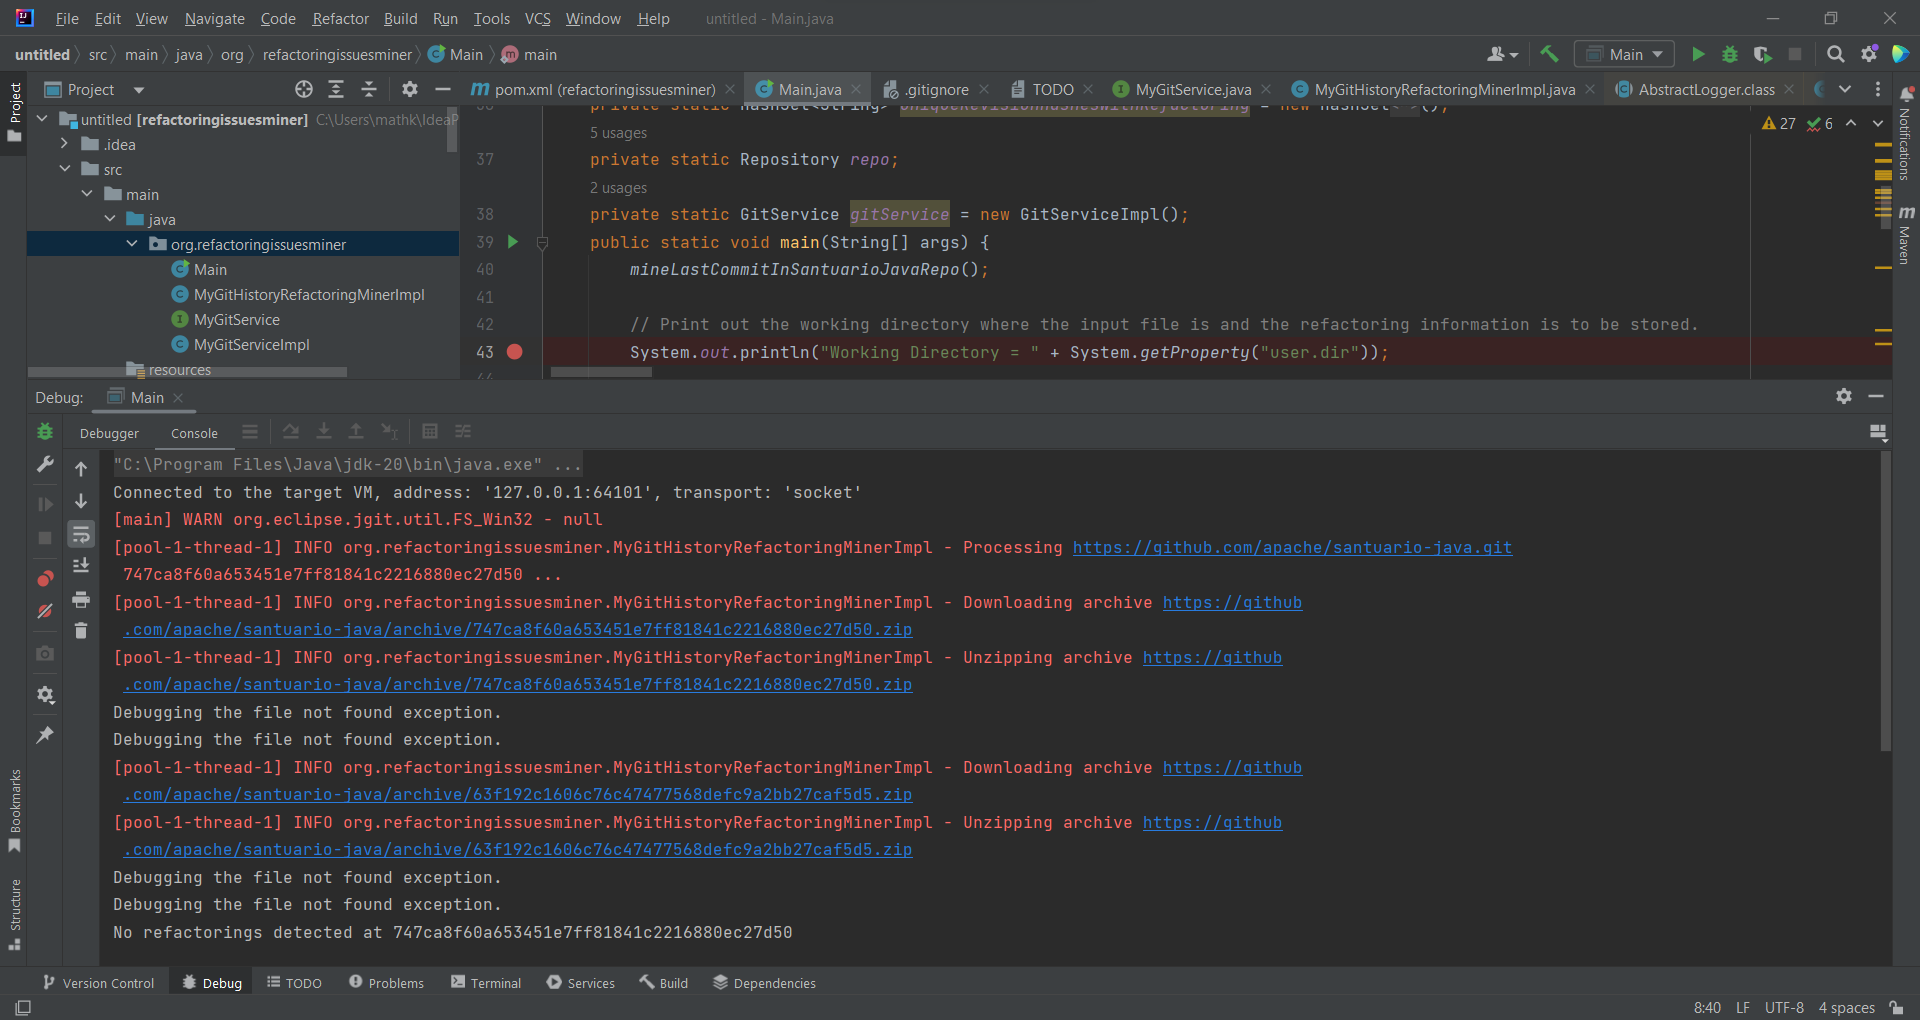 File Edit View Navigate Code Refactor Build Run Tools VCS Window Help untitled - Main.java
untitled src main java org refactoringissuesminer Main main
Main
Project
pom.xml (refactoringissuesminer) Main.java .gitignore TODO MyGitService.java MyGitHistoryRefactoringMinerImpl.java AbstractLogger.class
Project
untitled [refactoringissuesminer] C:\Users\mathk\IdeaP
.idea
src
main
java
org.refactoringissuesminer
Main
MyGitHistoryRefactoringMinerImpl
MyGitService
MyGitServiceImpl
resources
27 6
5 usages
37 private static Repository repo;
2 usages
38 private static GitService gitService = new GitServiceImpl();
39 public static void main(String[] args) {
40 mineLastCommitInSantuarioJavaRepo();
41
42 // Print out the working directory where the input file is and the refactoring information is to be stored.
43 System.out.println("Working Directory = " + System.getProperty("user.dir"));
Notifications
Maven
Debug: Main
Debugger Console
"C:\Program Files\Java\jdk-20\bin\java.exe" ...
Connected to the target VM, address: '127.0.0.1:64101', transport: 'socket'
[main] WARN org.eclipse.jgit.util.FS_Win32 - null
[pool-1-thread-1] INFO org.refactoringissuesminer.MyGitHistoryRefactoringMinerImpl - Processing https://github.com/apache/santuario-java.git
747ca8f60a653451e7ff81841c2216880ec27d50 ...
[pool-1-thread-1] INFO org.refactoringissuesminer.MyGitHistoryRefactoringMinerImpl - Downloading archive https://github
.com/apache/santuario-java/archive/747ca8f60a653451e7ff81841c2216880ec27d50.zip
[pool-1-thread-1] INFO org.refactoringissuesminer.MyGitHistoryRefactoringMinerImpl - Unzipping archive https://github
.com/apache/santuario-java/archive/747ca8f60a653451e7ff81841c2216880ec27d50.zip
Debugging the file not found exception.
Debugging the file not found exception.
[pool-1-thread-1] INFO org.refactoringissuesminer.MyGitHistoryRefactoringMinerImpl - Downloading archive https://github
.com/apache/santuario-java/archive/63f192c1606c76c47477568defc9a2bb27caf5d5.zip
[pool-1-thread-1] INFO org.refactoringissuesminer.MyGitHistoryRefactoringMinerImpl - Unzipping archive https://github
.com/apache/santuario-java/archive/63f192c1606c76c47477568defc9a2bb27caf5d5.zip
Debugging the file not found exception.
Debugging the file not found exception.
No refactorings detected at 747ca8f60a653451e7ff81841c2216880ec27d50
Bookmarks
Structure
Version Control Debug TODO Problems Terminal Services Build Dependencies
8:40 LF UTF-8 4 spaces